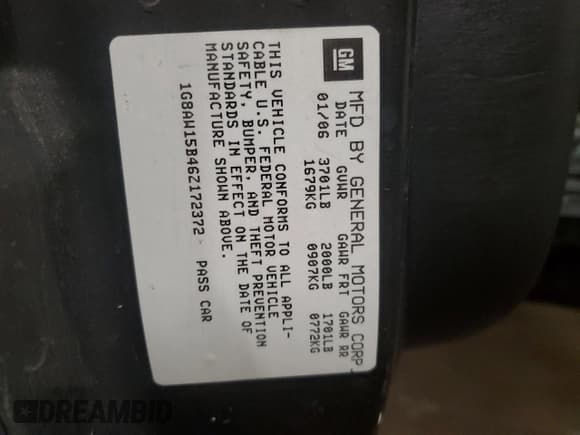 GM
MFD BY GENERAL MOTORS CORP
DATE GVWR GAWR FRT GAWR RR
01/06 3701LB 2000LB 1701LB
1679KG 0907KG 0772KG
THIS VEHICLE CONFORMS TO ALL APPLI-
CABLE U.S. FEDERAL MOTOR VEHICLE
SAFETY, BUMPER, AND THEFT PREVENTION
STANDARDS IN EFFECT ON THE DATE OF
MANUFACTURE SHOWN ABOVE.
1G8AW15B46Z172372 PASS CAR
DREAMBID